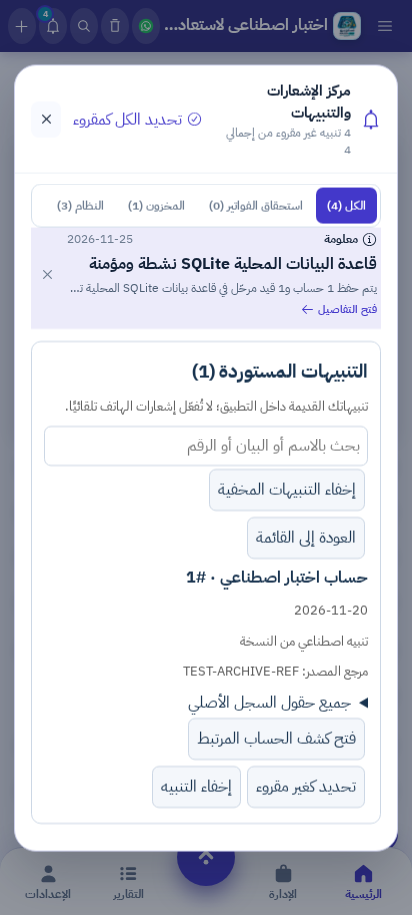 اختبار اصطناعي لاستعاد...
4
مركز الإشعارات
والتنبيهات
4 تنبيه غير مقروء من إجمالي
4
تحديد الكل كمقروء
الكل (4)
استحقاق الفواتير (0)
المخزون (1)
النظام (3)
معلومة
2026-11-25
قاعدة البيانات المحلية SQLite نشطة ومؤمنة
يتم حفظ 1 حساب و1 قيد مرحّل في قاعدة بيانات SQLite المحلية تـ...
فتح التفاصيل ←
التنبيهات المستوردة (1)
تنبيهاتك القديمة داخل التطبيق؛ لا تُفعّل إشعارات الهاتف تلقائيًا.
بحث بالاسم أو البيان أو الرقم
إخفاء التنبيهات المخفية
العودة إلى القائمة
حساب اختبار اصطناعي · #1
2026-11-20
تنبيه اصطناعي من النسخة
مرجع المصدر: TEST-ARCHIVE-REF
جميع حقول السجل الأصلي
فتح كشف الحساب المرتبط
تحديد كغير مقروء
إخفاء التنبيه
الرئيسية
الإدارة
التقارير
الإعدادات